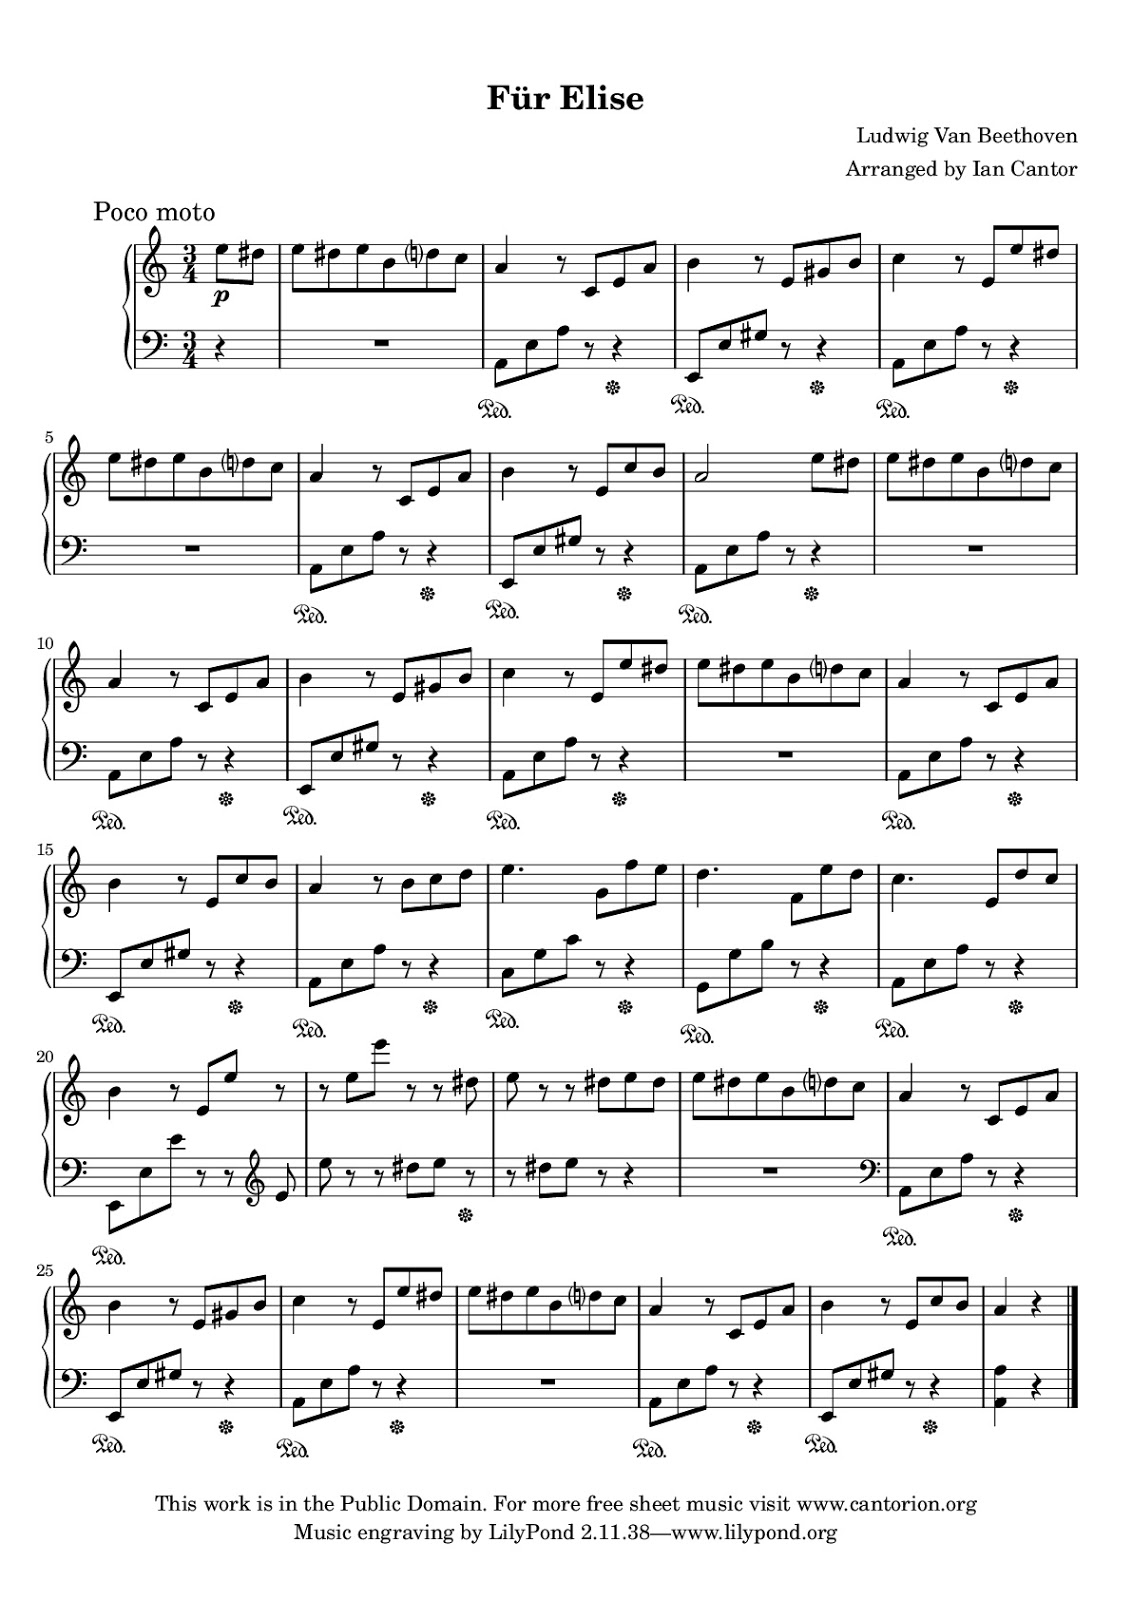 Für Elise
Ludwig Van Beethoven
Arranged by Ian Cantor
Poco moto
3
4
p
3
4
Ped.
Ped.
Ped.
5
Ped.
Ped.
Ped.
10
Ped.
Ped.
Ped.
Ped.
15
Ped.
Ped.
Ped.
Ped.
Ped.
20
Ped.
Ped.
25
Ped.
Ped.
Ped.
Ped.
This work is in the Public Domain. For more free sheet music visit www.cantorion.org
Music engraving by LilyPond 2.11.38—www.lilypond.org